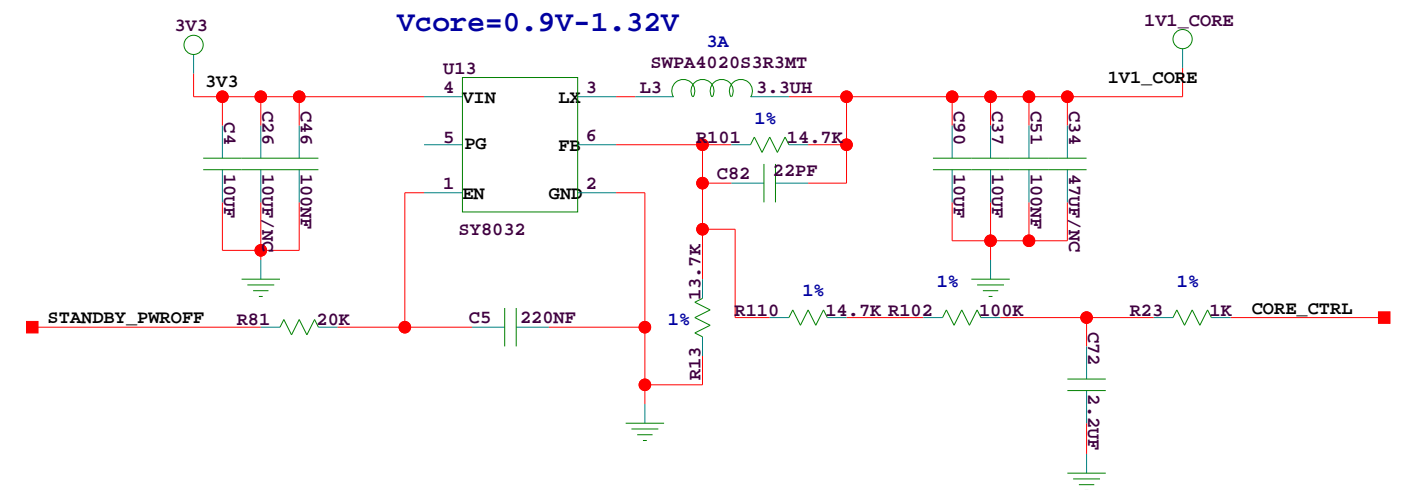 Vcore=0.9V-1.32V
3V3
1V1_CORE
3A
SWPA4020S3R3MT
U13
3V3
1V1_CORE
4
VIN
LX
3
L3
3.3UH
C4
C26
C46
1%
C90
C37
C51
C34
5
PG
FB
6
R101
14.7K
C82
22PF
10UF
10UF/NC
100NF
10UF
100NF
47UF/NC
1
EN
GND
2
SY8032
13.7K
1%
1%
1%
STANDBY_PWROFF
R81
20K
C5
220NF
1%
R110
14.7K
R102
100K
R23
1K
CORE_CTRL
R13
C72
2.2UF